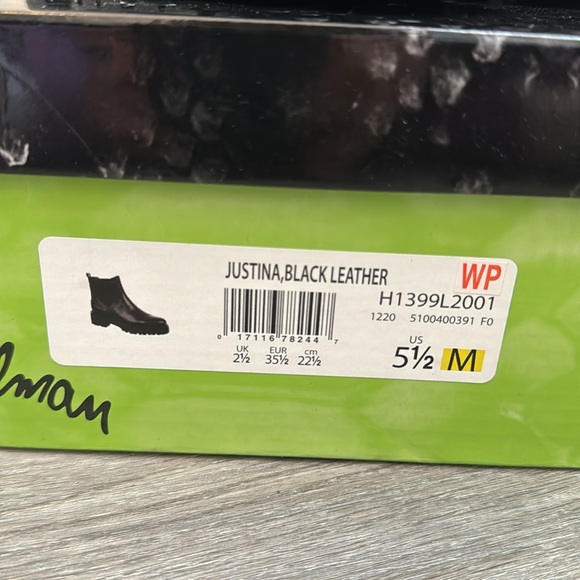 JUSTINA,BLACK LEATHER
WP
H1399L2001
1220 5100400391 F0
0 17116 78244 7
UK EUR cm
2½ 35½ 22½
US
5½ M